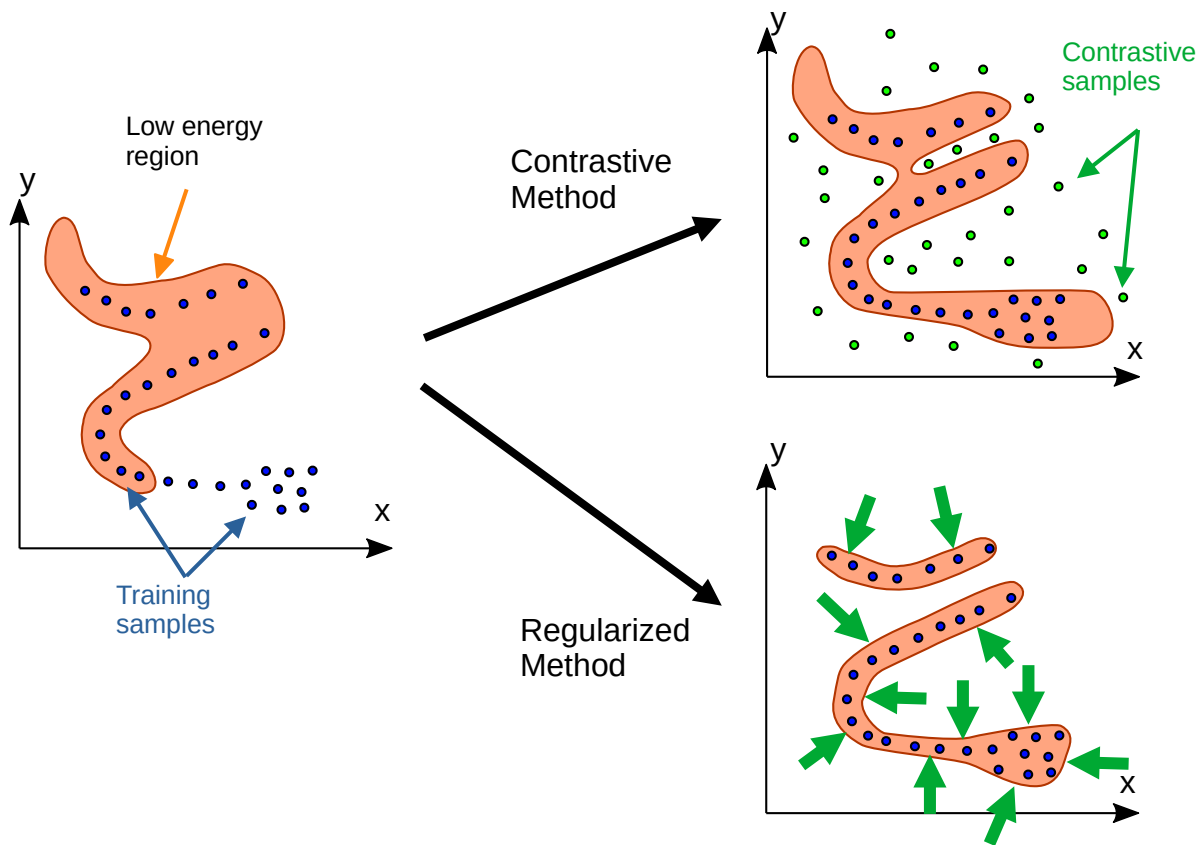 Low energy
region
y
x
Training
samples
Contrastive
Method
Regularized
Method
y
Contrastive
samples
x
y
x